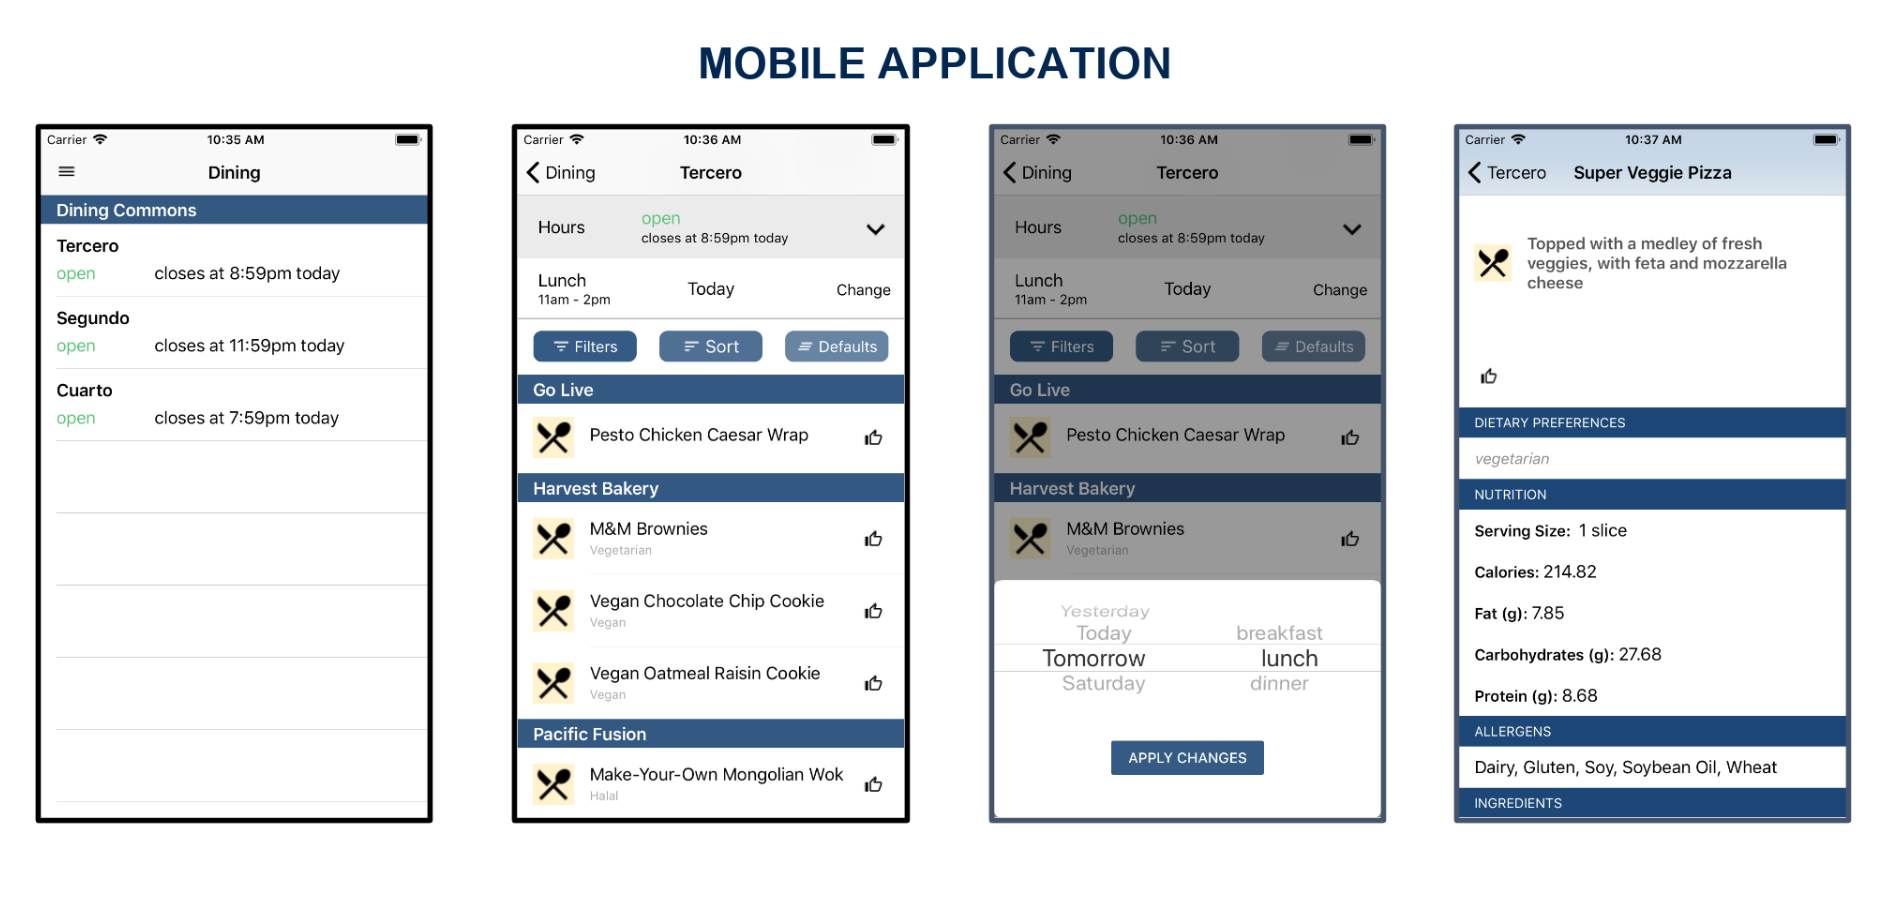 MOBILE APPLICATION
Carrier 10:35 AM
Dining
Dining Commons
Tercero
open closes at 8:59pm today
Segundo
open closes at 11:59pm today
Cuarto
open closes at 7:59pm today
Carrier 10:36 AM
Dining Tercero
Hours
open
closes at 8:59pm today
Lunch
11am - 2pm
Today
Change
Filters Sort Defaults
Go Live
Pesto Chicken Caesar Wrap
Harvest Bakery
M&M Brownies
Vegetarian
Vegan Chocolate Chip Cookie
Vegan
Vegan Oatmeal Raisin Cookie
Vegan
Pacific Fusion
Make-Your-Own Mongolian Wok
Halal
Carrier 10:36 AM
Dining Tercero
Hours
open
closes at 8:59pm today
Lunch
11am - 2pm
Today
Change
Filters Sort Defaults
Go Live
Pesto Chicken Caesar Wrap
Harvest Bakery
M&M Brownies
Vegetarian
Yesterday
Today breakfast
Tomorrow lunch
Saturday dinner
APPLY CHANGES
Carrier 10:37 AM
Tercero Super Veggie Pizza
Topped with a medley of fresh
veggies, with feta and mozzarella
cheese
DIETARY PREFERENCES
vegetarian
NUTRITION
Serving Size: 1 slice
Calories: 214.82
Fat (g): 7.85
Carbohydrates (g): 27.68
Protein (g): 8.68
ALLERGENS
Dairy, Gluten, Soy, Soybean Oil, Wheat
INGREDIENTS